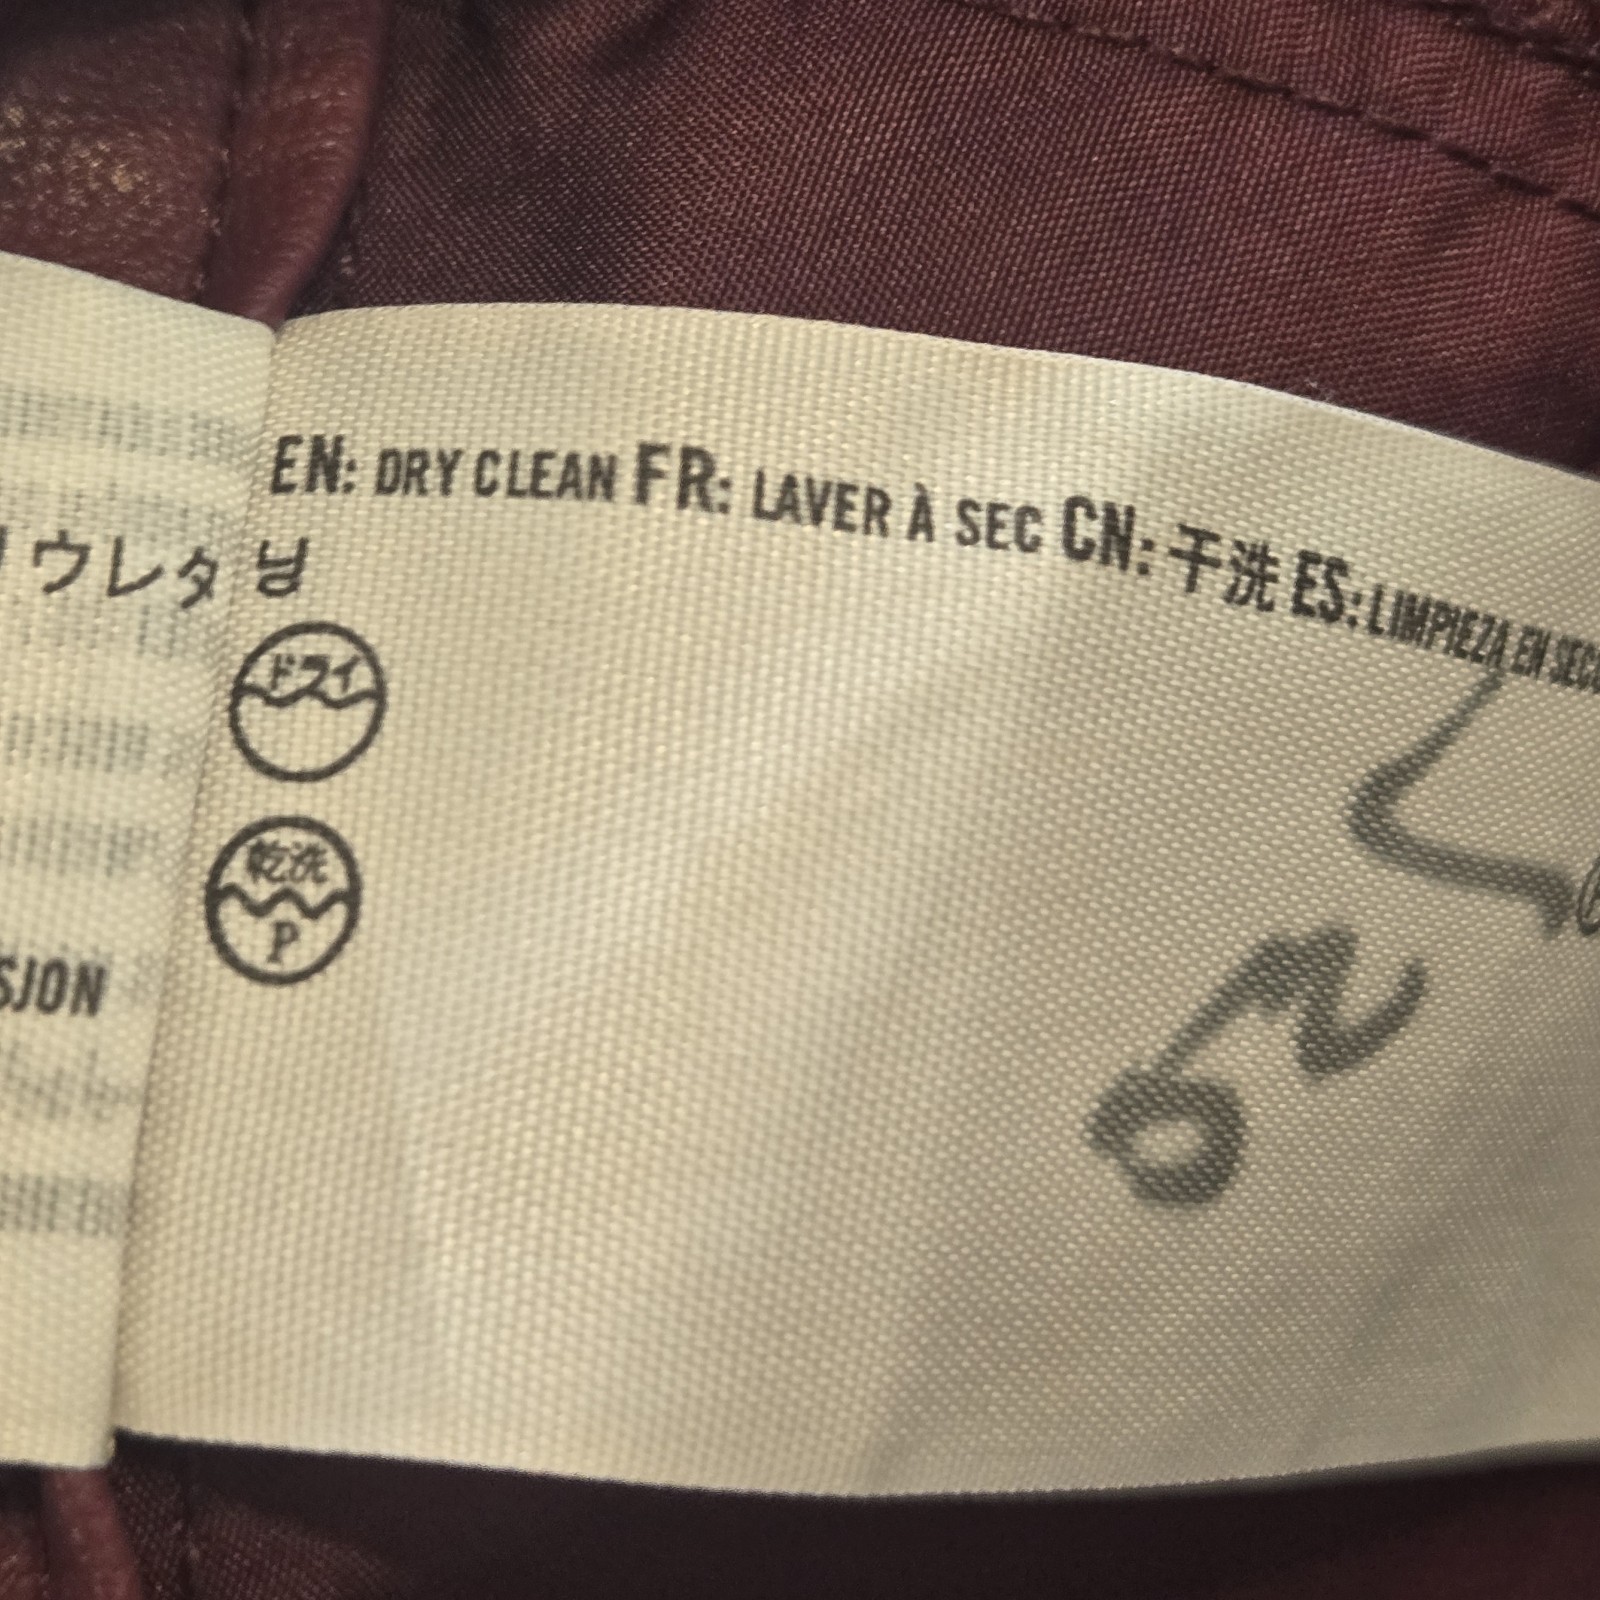 EN: DRY CLEAN FR: LAVER À SEC CN: 干洗 ES: LIMPIEZA EN SECO
ウレタ
닝
ドライ
乾洗
P
SJON